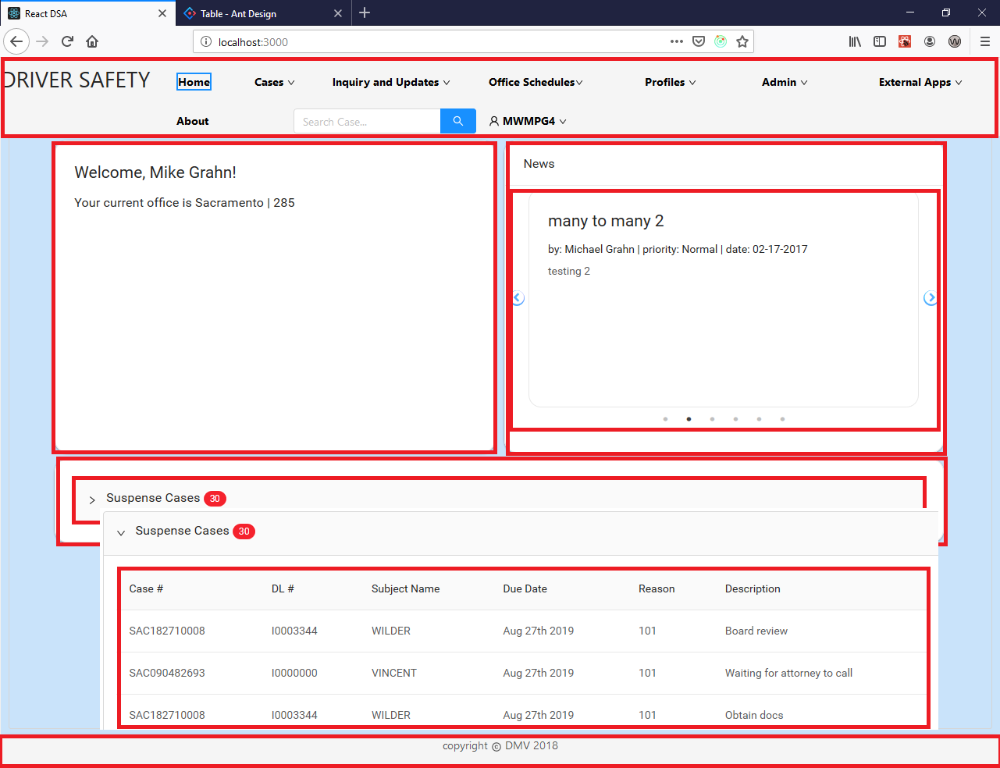 React DSA
Table - Ant Design
localhost:3000
DRIVER SAFETY
Home Cases Inquiry and Updates Office Schedules Profiles Admin External Apps
About Search Case... MWMPG4
Welcome, Mike Grahn!
Your current office is Sacramento | 285
News
many to many 2
by: Michael Grahn | priority: Normal | date: 02-17-2017
testing 2
Suspense Cases 30
Suspense Cases 30
Case # DL # Subject Name Due Date Reason Description
SAC182710008 I0003344 WILDER Aug 27th 2019 101 Board review
SAC090482693 I0000000 VINCENT Aug 27th 2019 101 Waiting for attorney to call
SAC182710008 I0003344 WILDER Aug 27th 2019 101 Obtain docs
copyright © DMV 2018